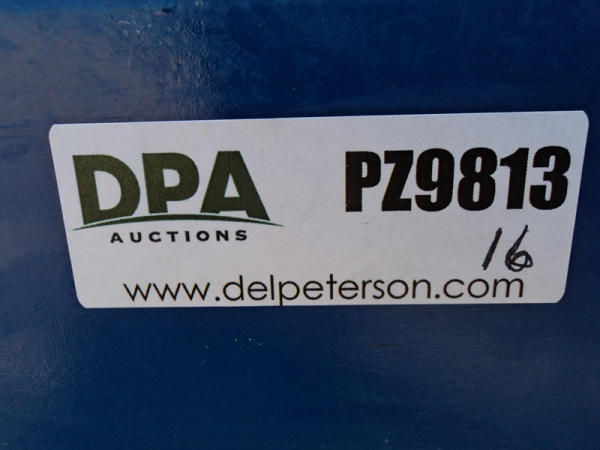 DPA
AUCTIONS
PZ9813
16
www.delpeterson.com